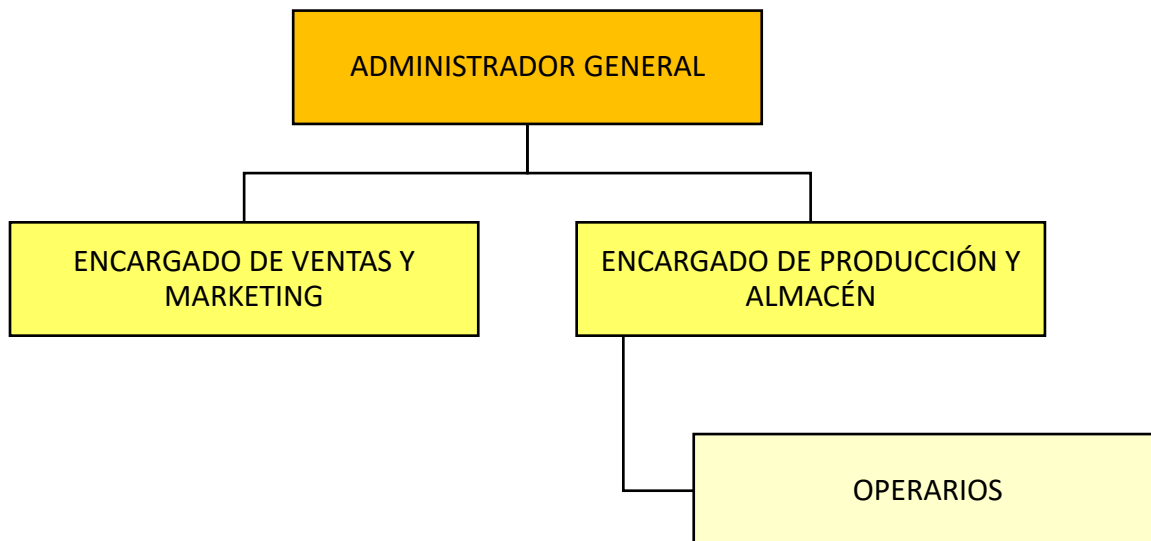 ADMINISTRADOR GENERAL
ENCARGADO DE VENTAS Y
MARKETING
ENCARGADO DE PRODUCCIÓN Y
ALMACÉN
OPERARIOS